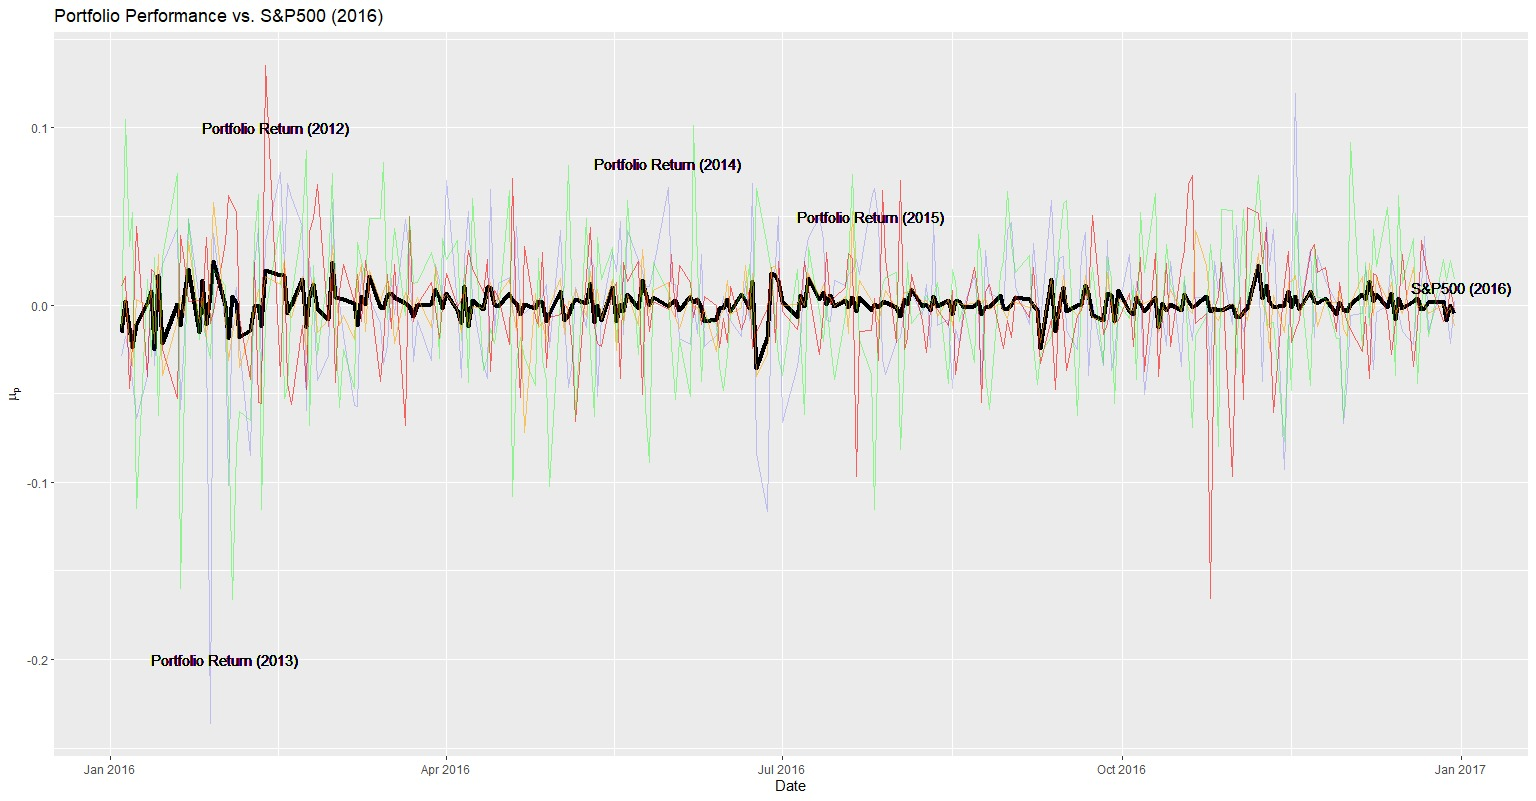 Portfolio Performance vs. S&P500 (2016)
0.1
Portfolio Return (2012)
Portfolio Return (2014)
Portfolio Return (2015)
S&P500 (2016)
0.0
μp
-0.1
-0.2
Portfolio Return (2013)
Jan 2016
Apr 2016
Jul 2016
Oct 2016
Jan 2017
Date